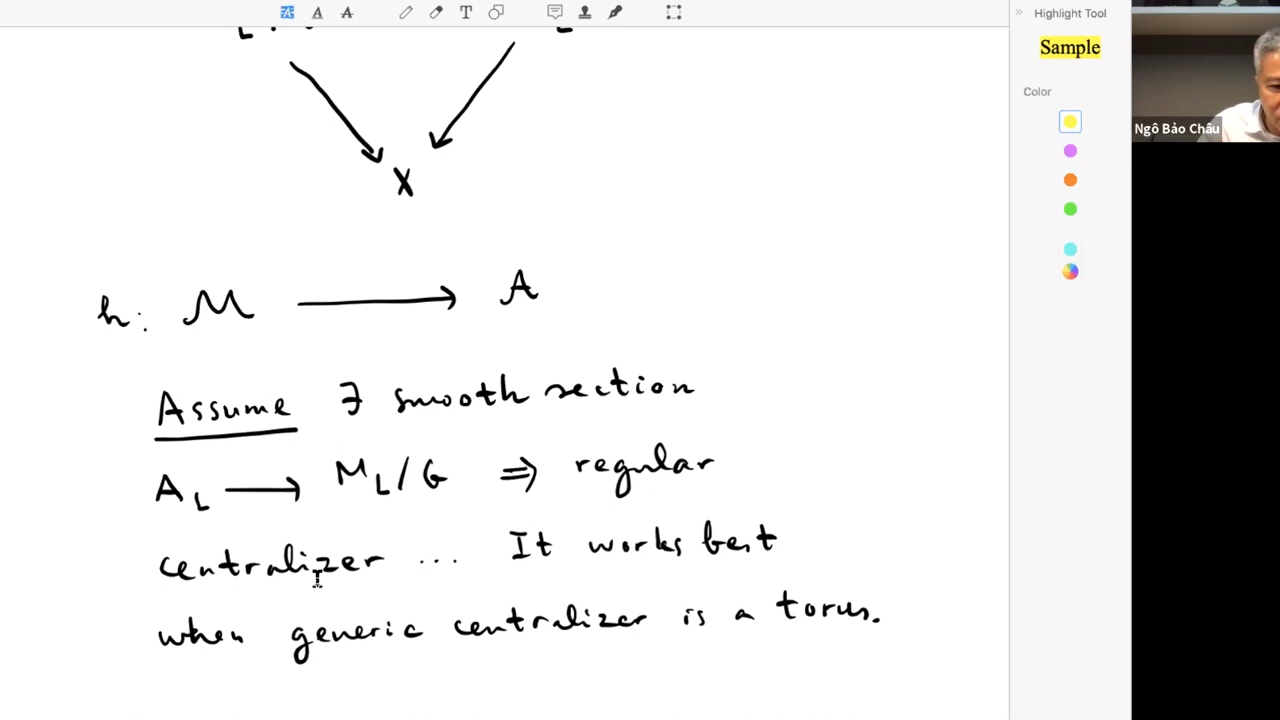 Highlight Tool
Sample
Color
Ngô Bảo Châu
L L
X
h: M ⟶ A
Assume ∃ smooth section
A_L ⟶ M_L/G ⇒ regular
centralizer ... It works best
when generic centralizer is a torus.